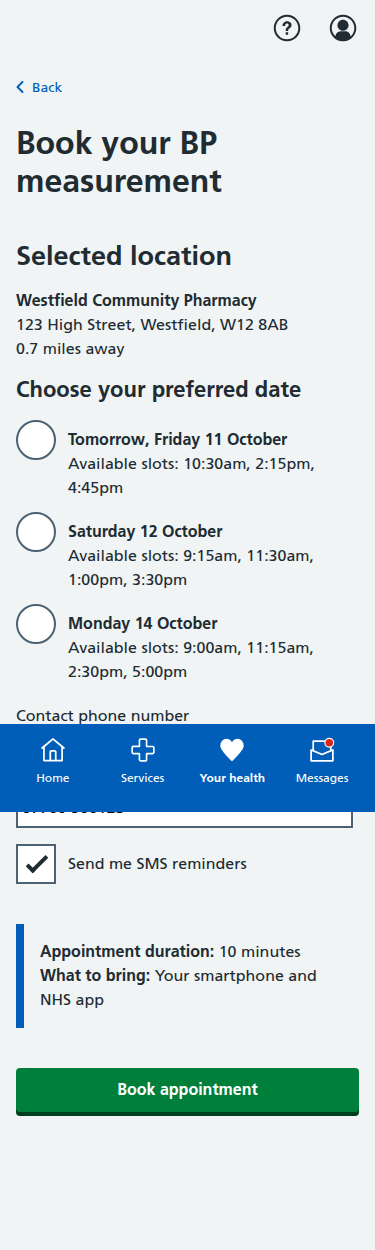 Back
Book your BP
measurement
Selected location
Westfield Community Pharmacy
123 High Street, Westfield, W12 8AB
0.7 miles away
Choose your preferred date
Tomorrow, Friday 11 October
Available slots: 10:30am, 2:15pm,
4:45pm
Saturday 12 October
Available slots: 9:15am, 11:30am,
1:00pm, 3:30pm
Monday 14 October
Available slots: 9:00am, 11:15am,
2:30pm, 5:00pm
Contact phone number
Home
Services
Your health
Messages
Send me SMS reminders
Appointment duration: 10 minutes
What to bring: Your smartphone and
NHS app
Book appointment